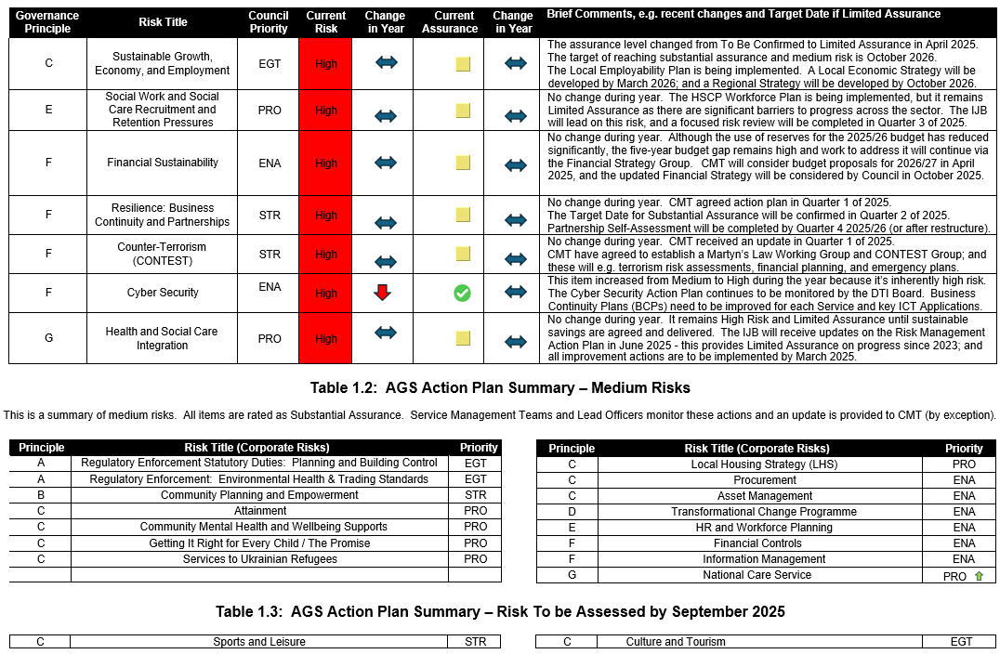 Governance Principle Risk Title Council Priority Current Risk Change in Year Current Assurance Change in Year Brief Comments, e.g. recent changes and Target Date if Limited Assurance
C Sustainable Growth, Economy, and Employment EGT High
The assurance level changed from To Be Confirmed to Limited Assurance in April 2025.
The target of reaching substantial assurance and medium risk is October 2026.
The Local Employability Plan is being implemented. A Local Economic Strategy will be
developed by March 2026; and a Regional Strategy will be developed by October 2026.
E Social Work and Social Care Recruitment and Retention Pressures PRO High
No change during year. The HSCP Workforce Plan is being implemented, but it remains
Limited Assurance as there are significant barriers to progress across the sector. The IJB
will lead on this risk, and a focused risk review will be completed in Quarter 3 of 2025.
F Financial Sustainability ENA High
No change during year. Although the use of reserves for the 2025/26 budget has reduced
significantly, the five-year budget gap remains high and work to address it will continue via
the Financial Strategy Group. CMT will consider budget proposals for 2026/27 in April
2025, and the updated Financial Strategy will be considered by Council in October 2025.
F Resilience: Business Continuity and Partnerships STR High
No change during year. CMT agreed action plan in Quarter 1 of 2025.
The Target Date for Substantial Assurance will be confirmed in Quarter 2 of 2025.
Partnership Self-Assessment will be completed by Quarter 4 2025/26 (or after restructure).
F Counter-Terrorism (CONTEST) STR High
No change during year. CMT received an update in Quarter 1 of 2025.
CMT have agreed to establish a Martyn's Law Working Group and CONTEST Group; and
these will e.g. terrorism risk assessments, financial planning, and emergency plans.
F Cyber Security ENA High
This item increased from Medium to High during the year because it's inherently high risk.
The Cyber Security Action Plan continues to be monitored by the DTI Board. Business
Continuity Plans (BCPs) need to be improved for each Service and key ICT Applications.
G Health and Social Care Integration PRO High
No change during year. It remains High Risk and Limited Assurance until sustainable
savings are agreed and delivered. The IJB will receive updates on the Risk Management
Action Plan in June 2025 - this provides Limited Assurance on progress since 2023; and
all improvement actions are to be implemented by March 2025.
Table 1.2: AGS Action Plan Summary – Medium Risks
This is a summary of medium risks. All items are rated as Substantial Assurance. Service Management Teams and Lead Officers monitor these actions and an update is provided to CMT (by exception).
Principle Risk Title (Corporate Risks) Priority
A Regulatory Enforcement Statutory Duties: Planning and Building Control EGT
A Regulatory Enforcement: Environmental Health & Trading Standards EGT
B Community Planning and Empowerment STR
C Attainment PRO
C Community Mental Health and Wellbeing Supports PRO
C Getting It Right for Every Child / The Promise PRO
C Services to Ukrainian Refugees PRO
Principle Risk Title (Corporate Risks) Priority
C Local Housing Strategy (LHS) PRO
C Procurement ENA
C Asset Management ENA
D Transformational Change Programme ENA
E HR and Workforce Planning ENA
F Financial Controls ENA
F Information Management ENA
G National Care Service PRO
Table 1.3: AGS Action Plan Summary – Risk To be Assessed by September 2025
C Sports and Leisure STR
C Culture and Tourism EGT